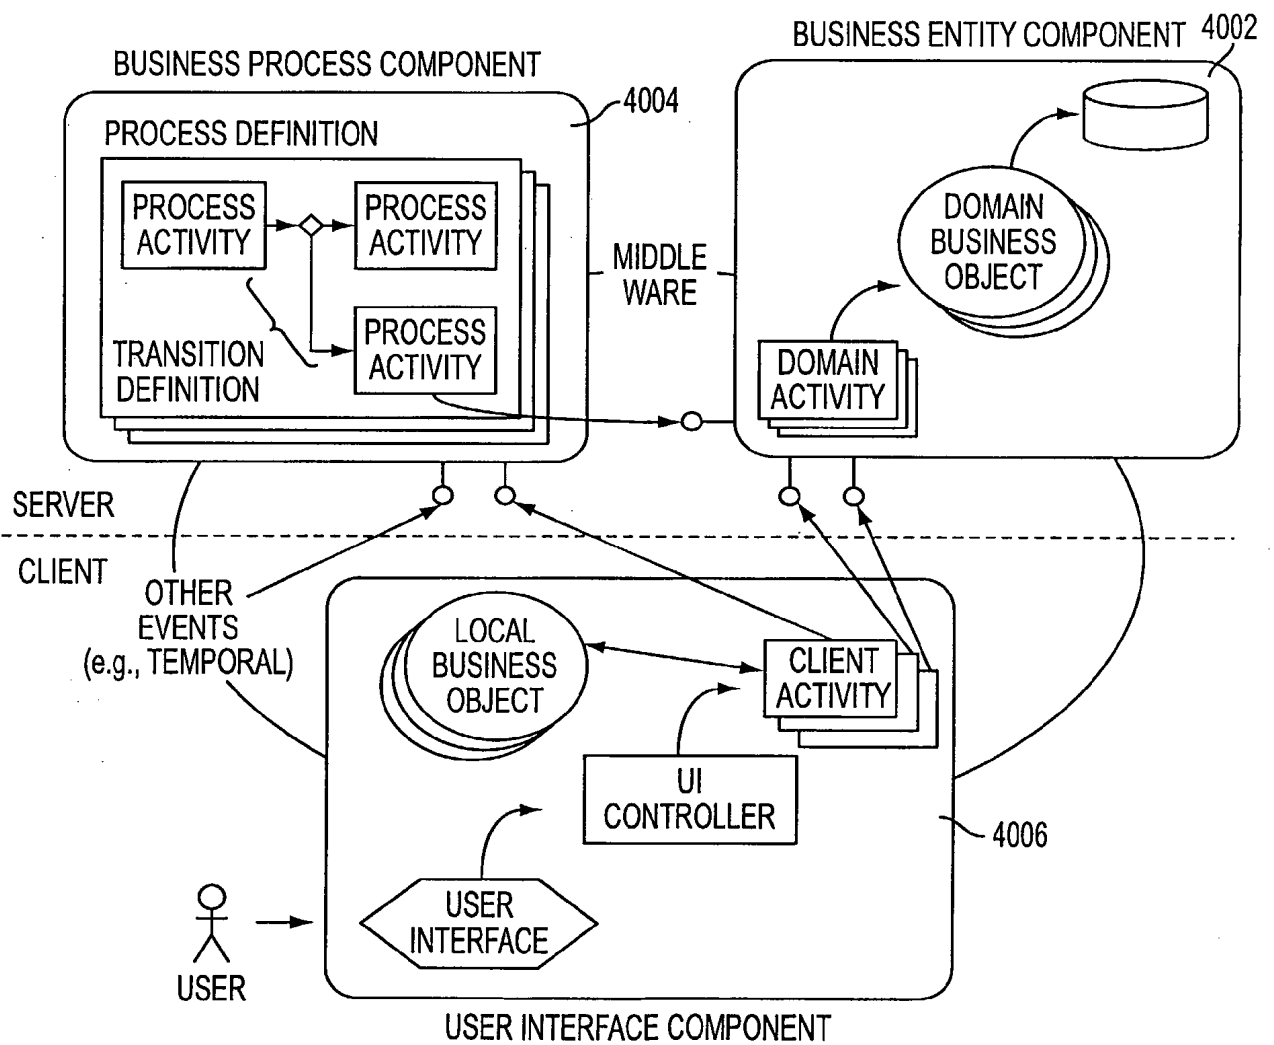 BUSINESS ENTITY COMPONENT
4002
BUSINESS PROCESS COMPONENT
4004
PROCESS DEFINITION
PROCESS
ACTIVITY
PROCESS
ACTIVITY
DOMAIN
BUSINESS
OBJECT
MIDDLE
WARE
PROCESS
ACTIVITY
TRANSITION
DEFINITION
DOMAIN
ACTIVITY
SERVER
CLIENT
OTHER
EVENTS
(e.g., TEMPORAL)
LOCAL
BUSINESS
OBJECT
CLIENT
ACTIVITY
UI
CONTROLLER
4006
USER
INTERFACE
USER
USER INTERFACE COMPONENT